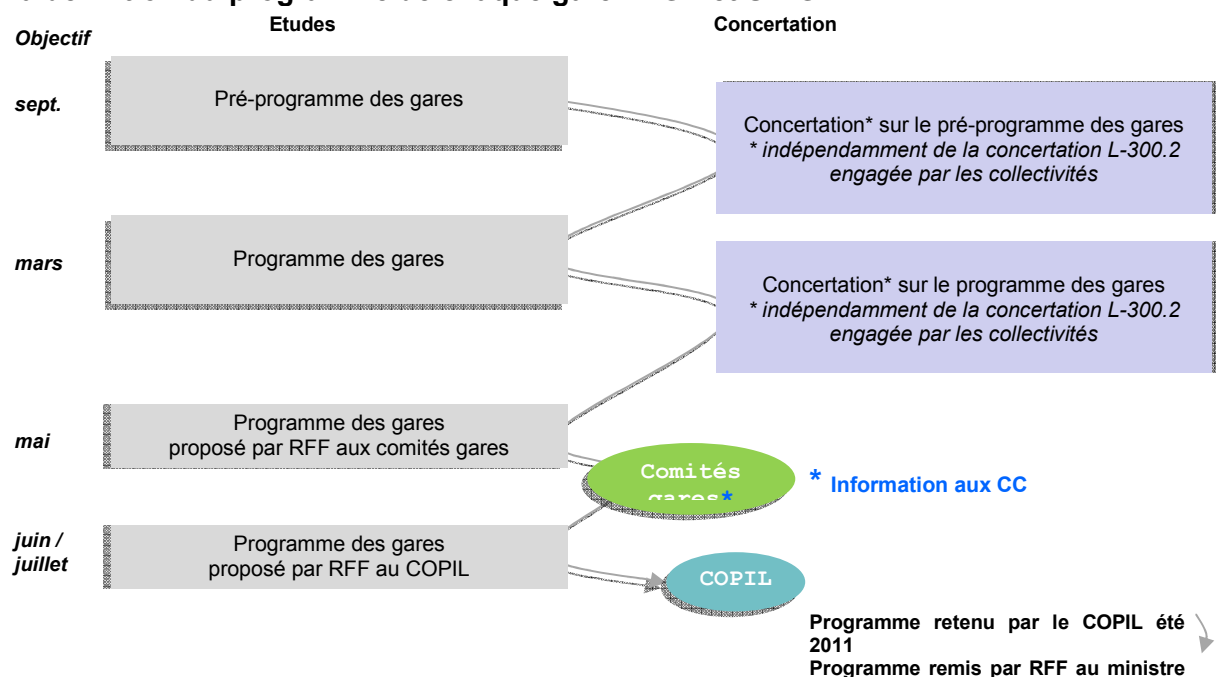 Etudes
Concertation
Objectif
sept.
Pré-programme des gares
Concertation* sur le pré-programme des gares
* indépendamment de la concertation L-300.2
engagée par les collectivités
mars
Programme des gares
Concertation* sur le programme des gares
* indépendamment de la concertation L-300.2
engagée par les collectivités
mai
Programme des gares
proposé par RFF aux comités gares
Comités
gares*
* Information aux CC
juin /
juillet
Programme des gares
proposé par RFF au COPIL
COPIL
Programme retenu par le COPIL été
2011
Programme remis par RFF au ministre